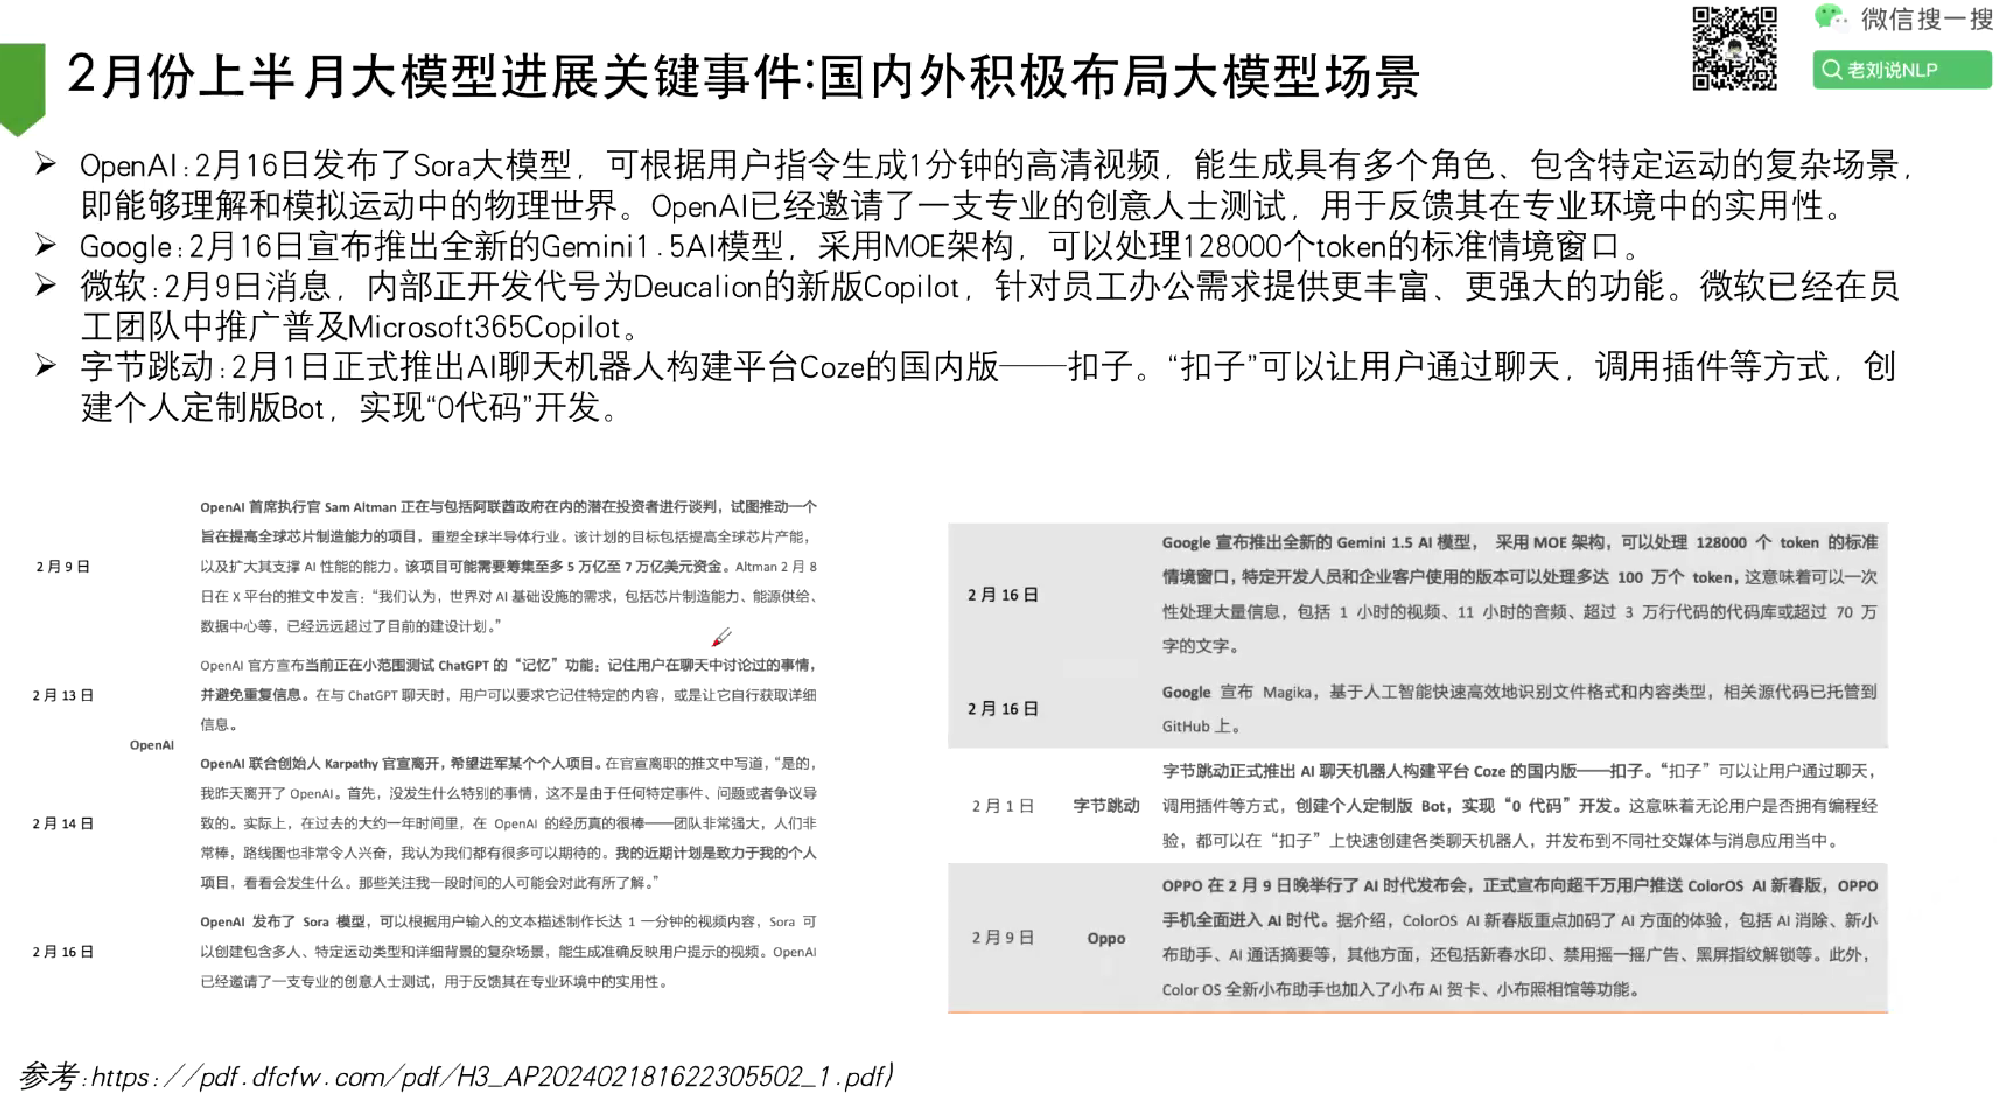 微信搜一搜
老刘说NLP
2月份上半月大模型进展关键事件:国内外积极布局大模型场景
➢ OpenAI:2月16日发布了Sora大模型，可根据用户指令生成1分钟的高清视频，能生成具有多个角色、包含特定运动的复杂场景，
即能够理解和模拟运动中的物理世界。OpenAI已经邀请了一支专业的创意人士测试，用于反馈其在专业环境中的实用性。
➢ Google:2月16日宣布推出全新的Gemini1.5AI模型，采用MOE架构，可以处理128000个token的标准情境窗口。
➢ 微软:2月9日消息，内部正开发代号为Deucalion的新版Copilot，针对员工办公需求提供更丰富、更强大的功能。微软已经在员
工团队中推广普及Microsoft365Copilot。
➢ 字节跳动:2月1日正式推出AI聊天机器人构建平台Coze的国内版——扣子。“扣子”可以让用户通过聊天，调用插件等方式，创
建个人定制版Bot，实现“0代码”开发。
OpenAI
2 月 9 日
OpenAI 首席执行官 Sam Altman 正在与包括阿联酋政府在内的潜在投资者进行谈判，试图推动一个
旨在提高全球芯片制造能力的项目，重塑全球半导体行业。该计划的目标包括提高全球芯片产能，
以及扩大其支撑 AI 性能的能力。该项目可能需要筹集至多 5 万亿至 7 万亿美元资金。Altman 2 月 8
日在 X 平台的推文中发言：“我们认为，世界对 AI 基础设施的需求，包括芯片制造能力、能源供给、
数据中心等，已经远远超过了目前的建设计划。”
2 月 13 日
OpenAI 官方宣布当前正在小范围测试 ChatGPT 的“记忆”功能：记住用户在聊天中讨论过的事情，
并避免重复信息。在与 ChatGPT 聊天时，用户可以要求它记住特定的内容，或是让它自行获取详细
信息。
2 月 14 日
OpenAI 联合创始人 Karpathy 官宣离开，希望进军某个个人项目。在官宣离职的推文中写道，“是的，
我昨天离开了 OpenAI。首先，没发生什么特别的事情，这不是由于任何特定事件、问题或者争议导
致的。实际上，在过去的大约一年时间里，在 OpenAI 的经历真的很棒——团队非常强大，人们非
常棒，路线图也非常令人兴奋，我认为我们都有很多可以期待的。我的近期计划是致力于我的个人
项目，看看会发生什么。那些关注我一段时间的人可能会对此有所了解。”
2 月 16 日
OpenAI 发布了 Sora 模型，可以根据用户输入的文本描述制作长达 1 一分钟的视频内容，Sora 可
以创建包含多人、特定运动类型和详细背景的复杂场景，能生成准确反映用户提示的视频。OpenAI
已经邀请了一支专业的创意人士测试，用于反馈其在专业环境中的实用性。
2 月 16 日
Google 宣布推出全新的 Gemini 1.5 AI 模型， 采用 MOE 架构，可以处理 128000 个 token 的标准
情境窗口，特定开发人员和企业客户使用的版本可以处理多达 100 万个 token，这意味着可以一次
性处理大量信息，包括 1 小时的视频、11 小时的音频、超过 3 万行代码的代码库或超过 70 万
字的文字。
2 月 16 日
Google 宣布 Magika，基于人工智能快速高效地识别文件格式和内容类型，相关源代码已托管到
GitHub 上。
2 月 1 日
字节跳动
字节跳动正式推出 AI 聊天机器人构建平台 Coze 的国内版——扣子。“扣子”可以让用户通过聊天，
调用插件等方式，创建个人定制版 Bot，实现“0 代码”开发。这意味着无论用户是否拥有编程经
验，都可以在“扣子”上快速创建各类聊天机器人，并发布到不同社交媒体与消息应用当中。
2 月 9 日
Oppo
OPPO 在 2 月 9 日晚举行了 AI 时代发布会，正式宣布向超千万用户推送 ColorOS AI 新春版，OPPO
手机全面进入 AI 时代。据介绍，ColorOS AI 新春版重点加码了 AI 方面的体验，包括 AI 消除、新小
布助手、AI 通话摘要等，其他方面，还包括新春水印、禁用摇一摇广告、黑屏指纹解锁等。此外，
Color OS 全新小布助手也加入了小布 AI 贺卡、小布照相馆等功能。
参考:https://pdf.dfcfw.com/pdf/H3_AP202402181622305502_1.pdf)